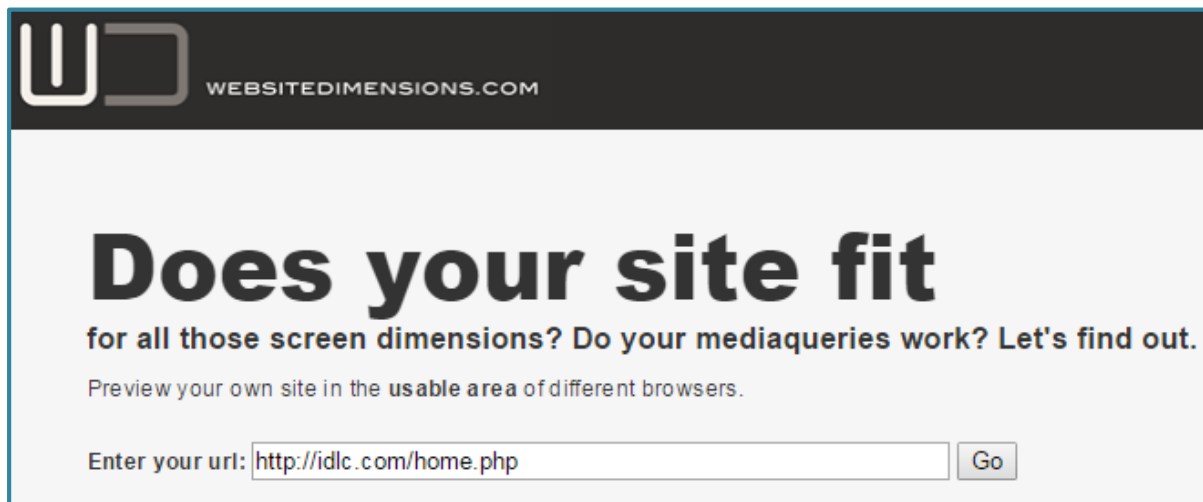 WD
WEBSITEDIMENSIONS.COM
Does your site fit
for all those screen dimensions? Do your mediaqueries work? Let's find out.
Preview your own site in the usable area of different browsers.
Enter your url: http://idlc.com/home.php Go